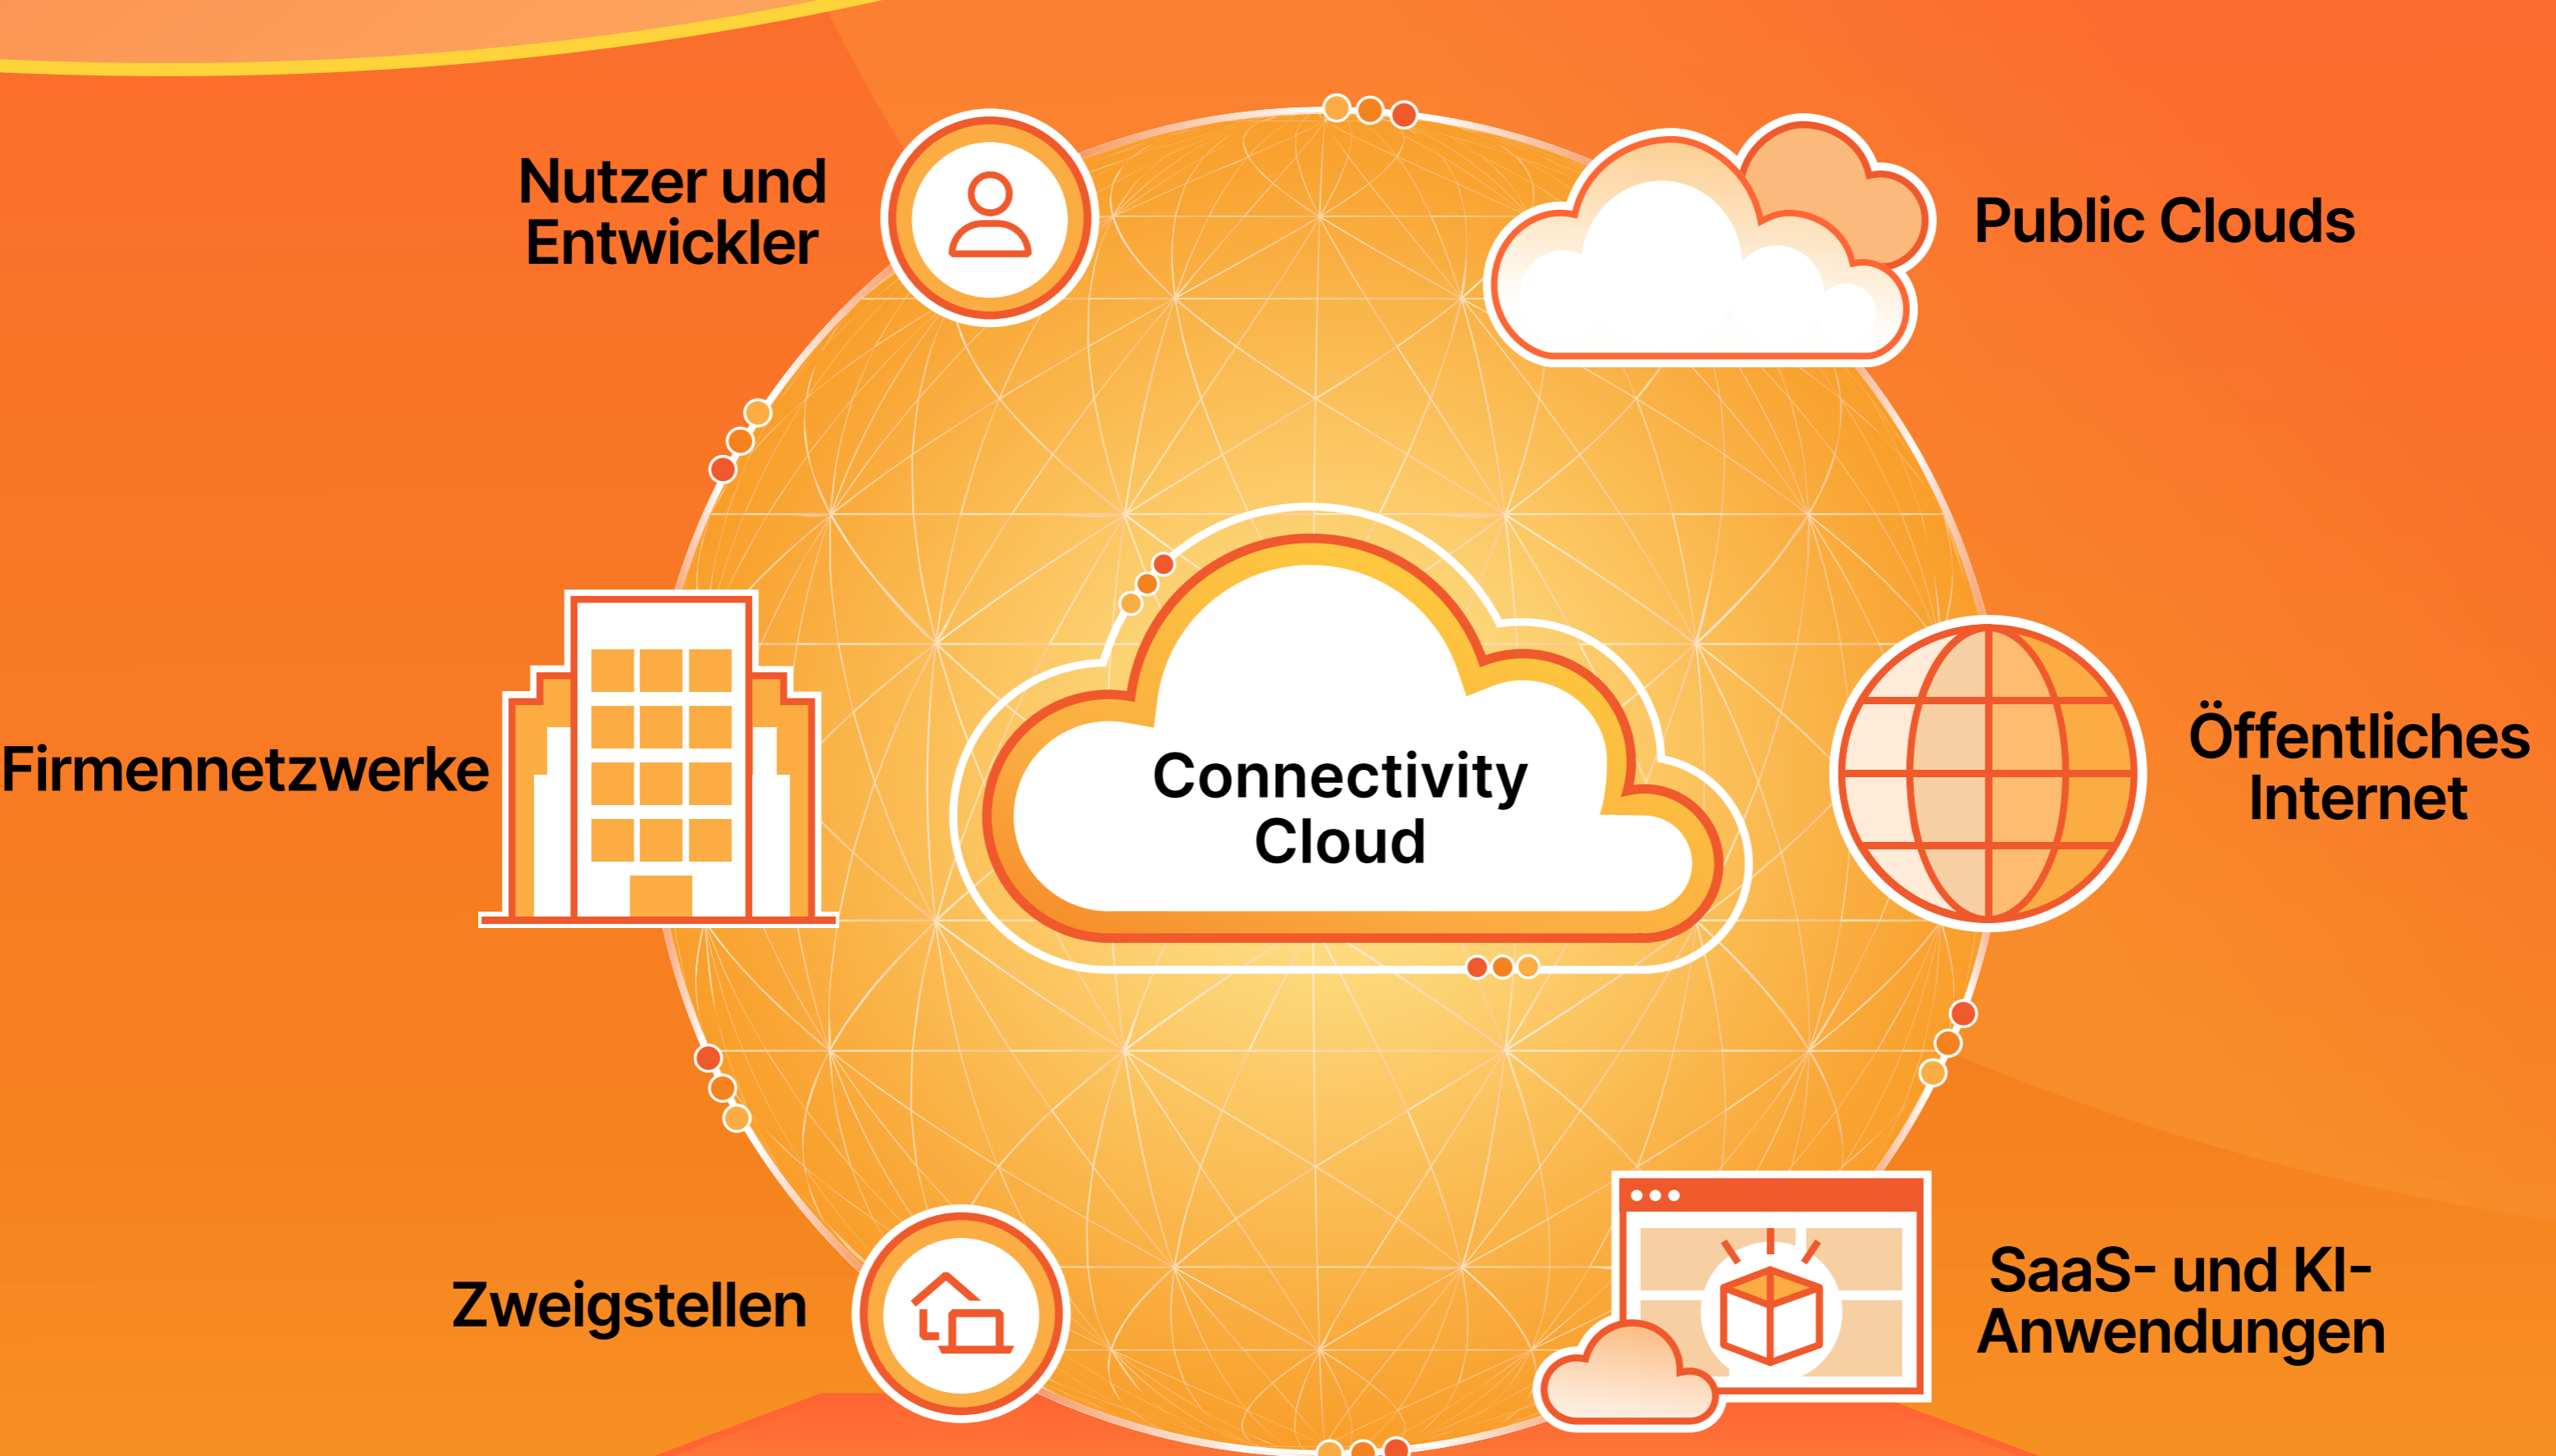 Nutzer und
Entwickler
Public Clouds
Firmennetzwerke
Connectivity
Cloud
Öffentliches
Internet
Zweigstellen
SaaS- und KI-
Anwendungen